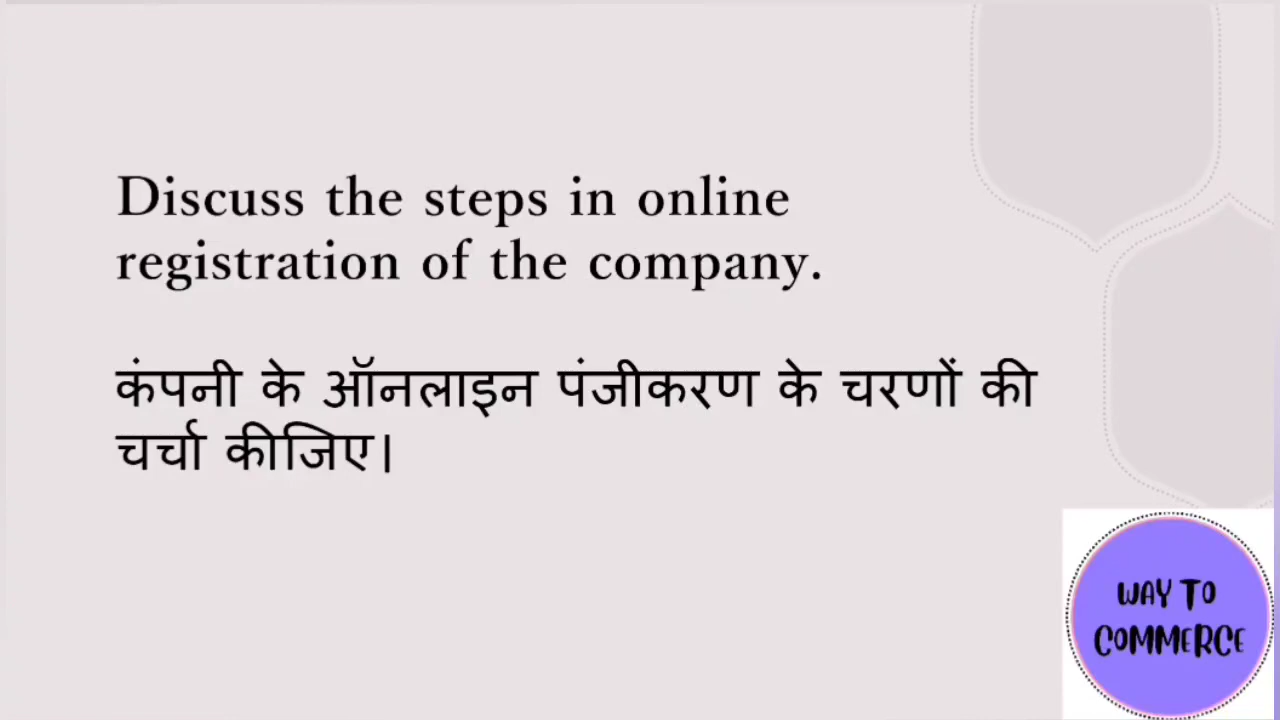 Discuss the steps in online
registration of the company.
कंपनी के ऑनलाइन पंजीकरण के चरणों की
चर्चा कीजिए।
WAY TO
COMMERCE